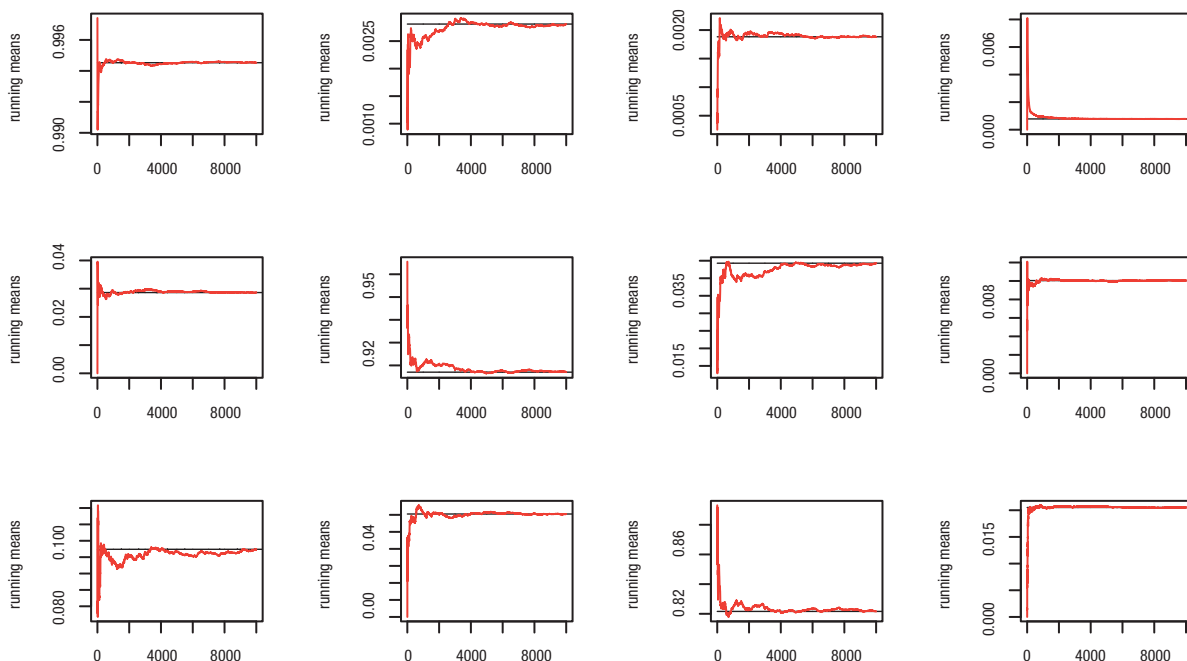 running means
0.990 0.996
0 4000 8000
running means
0.0010 0.0025
0 4000 8000
running means
0.0005 0.0020
0 4000 8000
running means
0.000 0.006
0 4000 8000
running means
0.00 0.02 0.04
0 4000 8000
running means
0.92 0.95
0 4000 8000
running means
0.015 0.035
0 4000 8000
running means
0.000 0.008
0 4000 8000
running means
0.080 0.100
0 4000 8000
running means
0.00 0.04
0 4000 8000
running means
0.82 0.86
0 4000 8000
running means
0.000 0.015
0 4000 8000